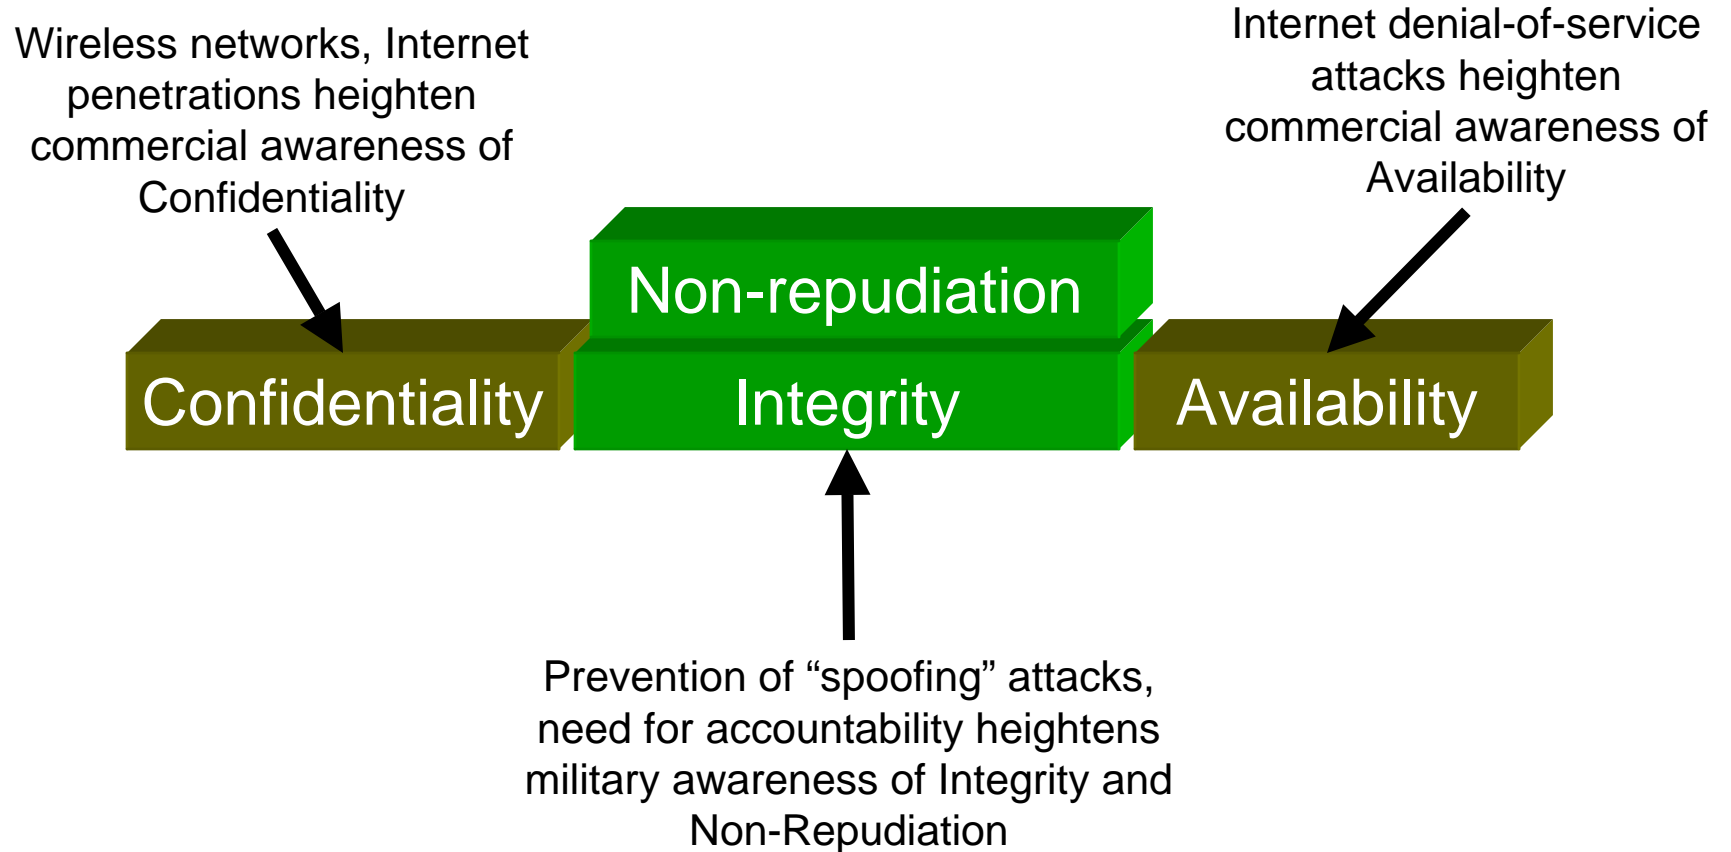 Wireless networks, Internet
penetrations heighten
commercial awareness of
Confidentiality
Internet denial-of-service
attacks heighten
commercial awareness of
Availability
Non-repudiation
Confidentiality
Integrity
Availability
Prevention of “spoofing” attacks,
need for accountability heightens
military awareness of Integrity and
Non-Repudiation